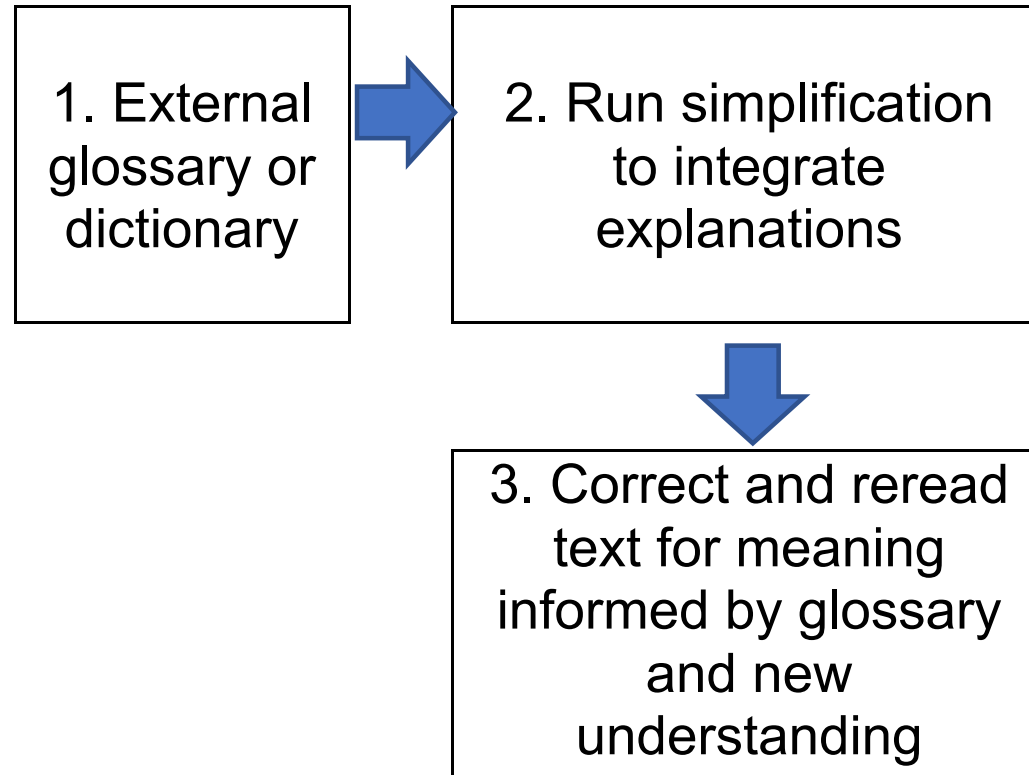 1. External
glossary or
dictionary
2. Run simplification
to integrate
explanations
3. Correct and reread
text for meaning
informed by glossary
and new
understanding